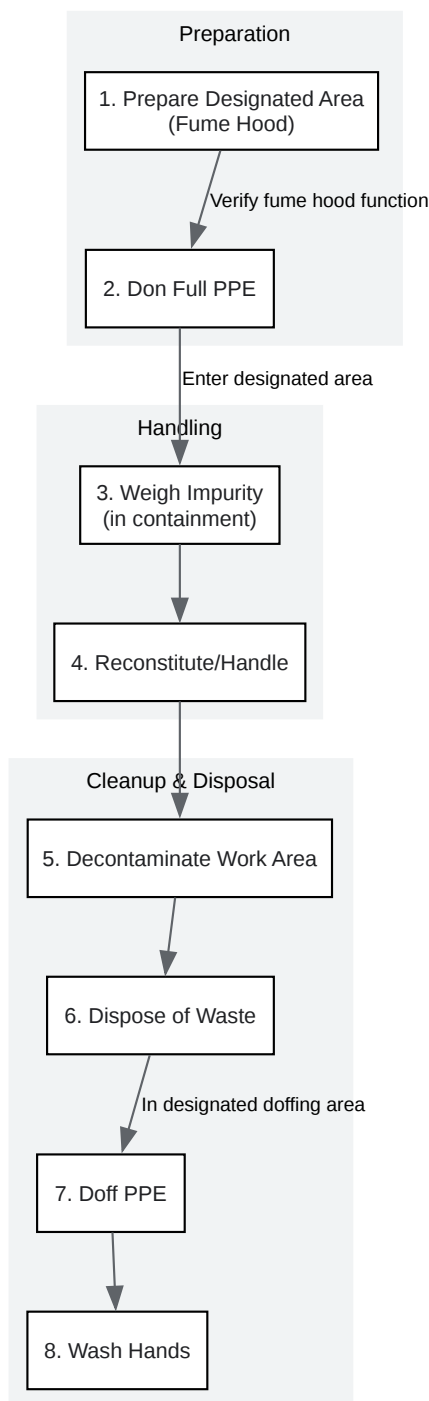 Preparation
1. Prepare Designated Area
(Fume Hood)
Verify fume hood function
2. Don Full PPE
Enter designated area
Handling
3. Weigh Impurity
(in containment)
4. Reconstitute/Handle
Cleanup & Disposal
5. Decontaminate Work Area
6. Dispose of Waste
In designated doffing area
7. Doff PPE
8. Wash Hands